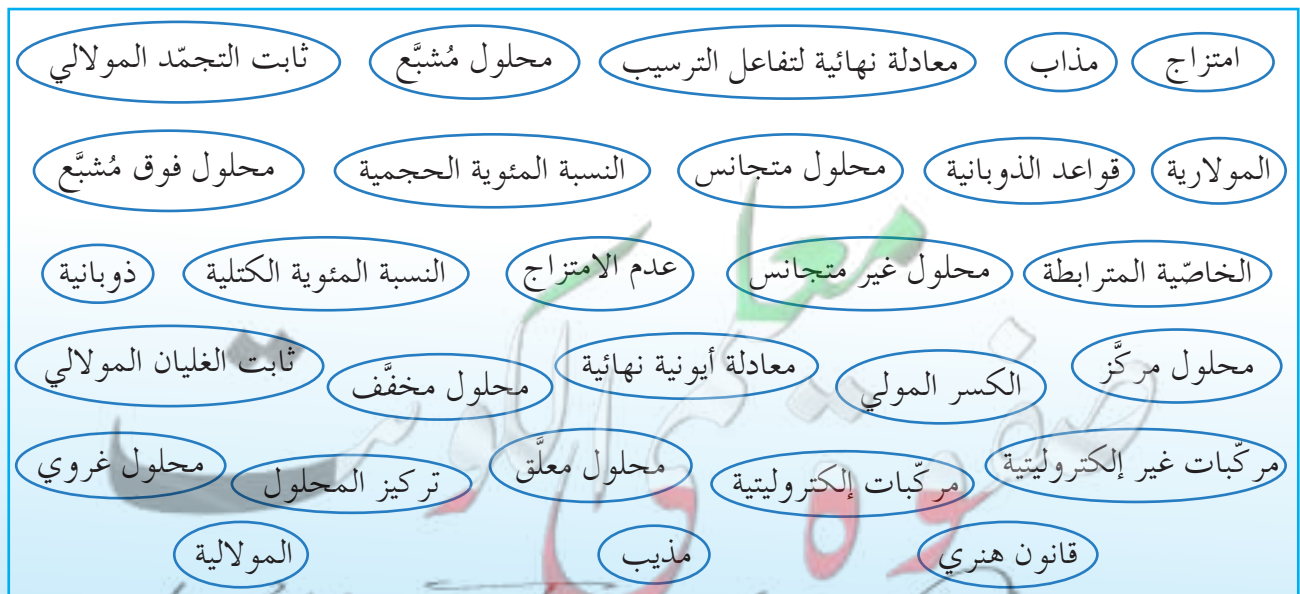 امتزاج مذاب معادلة نهائية لتفاعل الترسيب محلول مُشبَّع ثابت التجمّد المولالي
المولارية قواعد الذوبانية محلول متجانس النسبة المئوية الحجمية محلول فوق مُشبَّع
الخاصّية المترابطة محلول غير متجانس عدم الامتزاج النسبة المئوية الكتلية ذوبانية
محلول مركَّز الكسر المولي معادلة أيونية نهائية محلول مخفَّف ثابت الغليان المولالي
مركّبات غير إلكتروليتية مركّبات إلكتروليتية محلول معلَّق تركيز المحلول محلول غروي
قانون هنري مذيب المولالية
صفوة معلمى الكويت